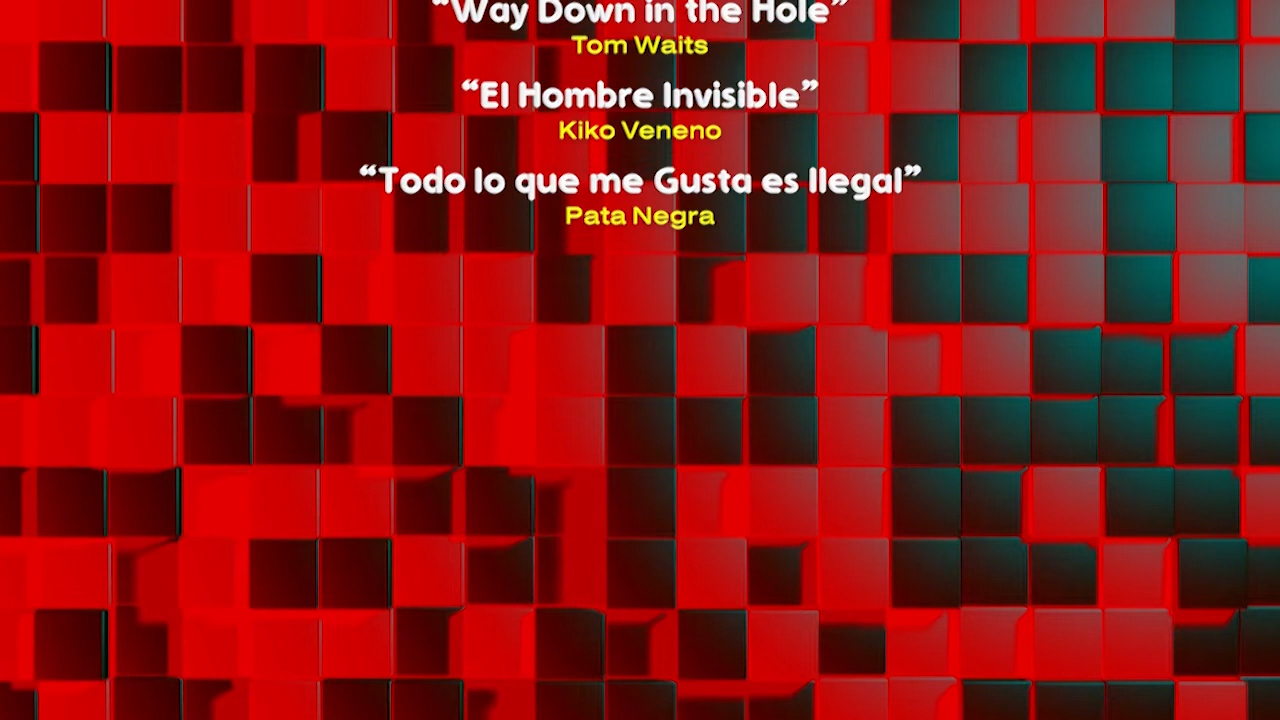 “Way Down in the Hole”
Tom Waits
“El Hombre Invisible”
Kiko Veneno
“Todo lo que me Gusta es Ilegal”
Pata Negra